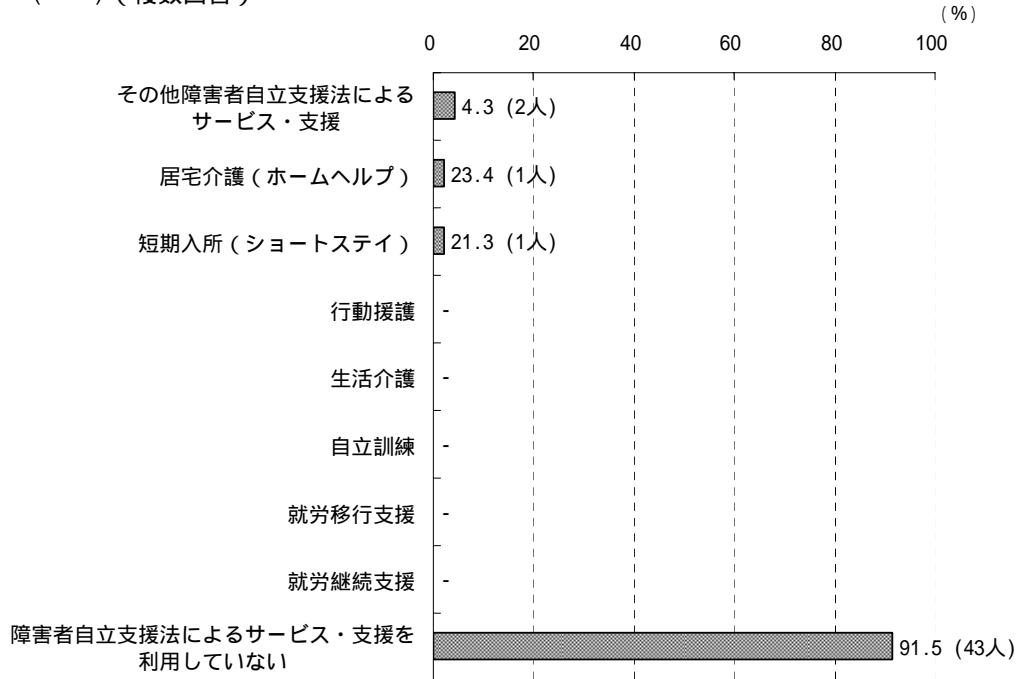 (%)
0 20 40 60 80 100
その他障害者自立支援法による
サービス・支援
4.3 (2人)
居宅介護(ホームヘルプ)
23.4 (1人)
短期入所(ショートステイ)
21.3 (1人)
行動援護
-
生活介護
-
自立訓練
-
就労移行支援
-
就労継続支援
-
障害者自立支援法によるサービス・支援を
利用していない
91.5 (43人)